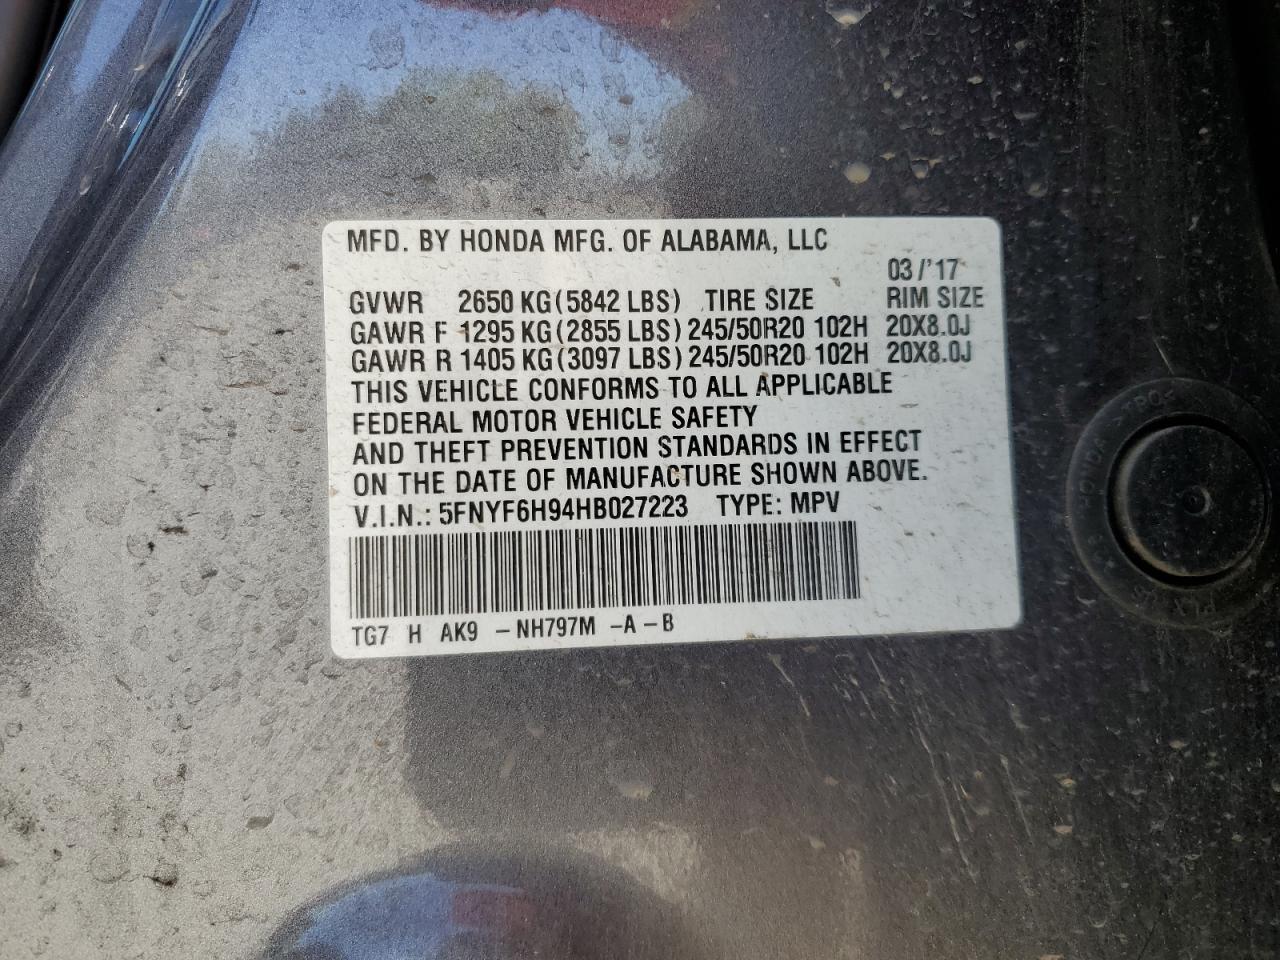 MFD. BY HONDA MFG. OF ALABAMA, LLC
03/'17
GVWR 2650 KG(5842 LBS) TIRE SIZE RIM SIZE
GAWR F 1295 KG(2855 LBS) 245/50R20 102H 20X8.0J
GAWR R 1405 KG(3097 LBS) 245/50R20 102H 20X8.0J
THIS VEHICLE CONFORMS TO ALL APPLICABLE
FEDERAL MOTOR VEHICLE SAFETY
AND THEFT PREVENTION STANDARDS IN EFFECT
ON THE DATE OF MANUFACTURE SHOWN ABOVE.
V.I.N.: 5FNYF6H94HB027223 TYPE: MPV
TG7 H AK9 -NH797M -A-B
HONDA